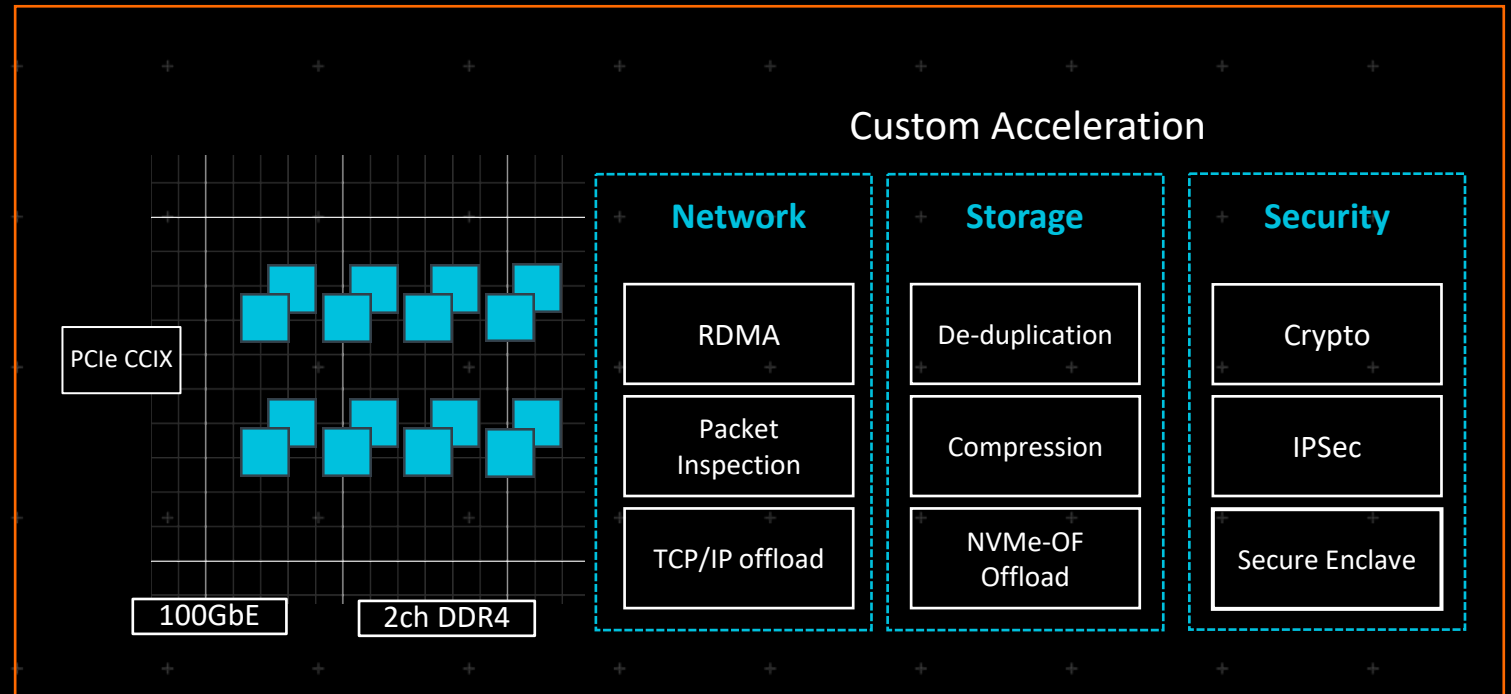 Custom Acceleration
PCIe CCIX
100GbE
2ch DDR4
Network
RDMA
Packet
Inspection
TCP/IP offload
Storage
De-duplication
Compression
NVMe-OF
Offload
Security
Crypto
IPSec
Secure Enclave